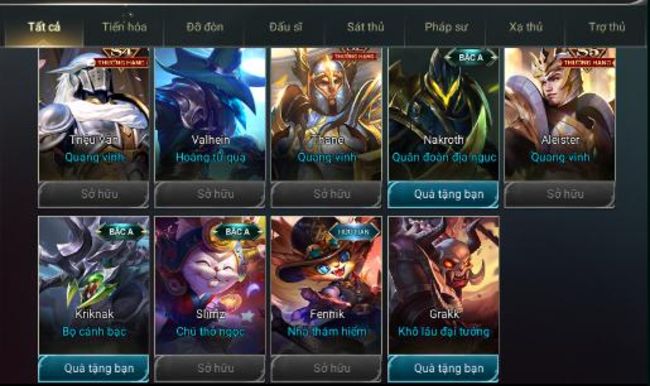 Tất cả Tiến hóa Đỡ đòn Đấu sĩ Sát thủ Pháp sư Xạ thủ Trợ thủ
THƯỞNG HẠNG
Triệu Vân
Quang vinh
Sở hữu
Valhein
Hoàng tử quạ
Sở hữu
THƯỞNG HẠNG
Thane
Quang vinh
Sở hữu
BẬC A
Nakroth
Quân đoàn địa ngục
Quà tặng bạn
S5
THƯỞNG HẠNG
Aleister
Quang vinh
Sở hữu
Kriknak
BẬC A
Bọ cánh bạc
Quà tặng bạn
BẬC A
Slimz
Chú thỏ ngọc
Sở hữu
HỮU HẠN
Fennik
Nhà thám hiểm
Sở hữu
Grakk
Khô lâu đại tướng
Quà tặng bạn